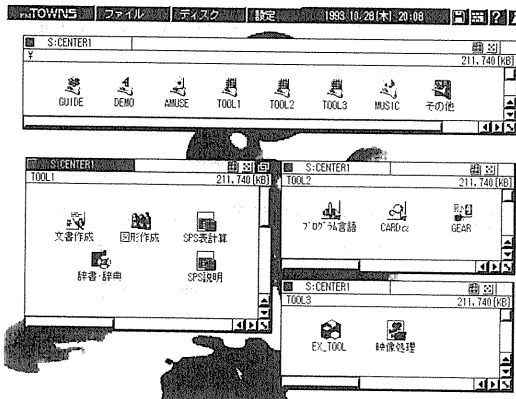 FMTOWNS ファイル ディスク 設定 1993.10.28[木] 20:08
S:CENTER1
¥ 211,740[KB]
GUIDE DEMO AMUSE TOOL1 TOOL2 TOOL3 MUSIC その他
S:CENTER1
TOOL1 211,740[KB]
文書作成 図形作成 SPS表計算
辞書・辞典 SPS説明
S:CENTER1
TOOL2 211,740[KB]
プログラム言語 CARDα GEAR
S:CENTER1
TOOL3 211,740[KB]
EX_TOOL 映像処理